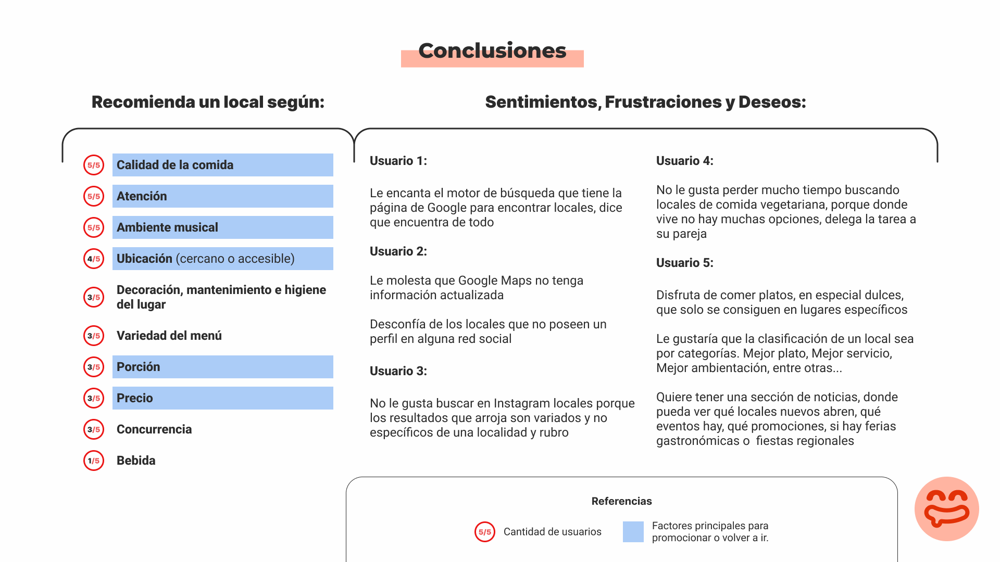 Conclusiones
Recomienda un local según:
5/5 Calidad de la comida
5/5 Atención
5/5 Ambiente musical
4/5 Ubicación (cercano o accesible)
3/5 Decoración, mantenimiento e higiene
del lugar
3/5 Variedad del menú
3/5 Porción
3/5 Precio
3/5 Concurrencia
1/5 Bebida
Sentimientos, Frustraciones y Deseos:
Usuario 1:
Le encanta el motor de búsqueda que tiene la
página de Google para encontrar locales, dice
que encuentra de todo
Usuario 2:
Le molesta que Google Maps no tenga
información actualizada
Desconfía de los locales que no poseen un
perfil en alguna red social
Usuario 3:
No le gusta buscar en Instagram locales porque
los resultados que arroja son variados y no
específicos de una localidad y rubro
Usuario 4:
No le gusta perder mucho tiempo buscando
locales de comida vegetariana, porque donde
vive no hay muchas opciones, delega la tarea a
su pareja
Usuario 5:
Disfruta de comer platos, en especial dulces,
que solo se consiguen en lugares específicos
Le gustaría que la clasificación de un local sea
por categorías. Mejor plato, Mejor servicio,
Mejor ambientación, entre otras...
Quiere tener una sección de noticias, donde
pueda ver qué locales nuevos abren, qué
eventos hay, qué promociones, si hay ferias
gastronómicas o  fiestas regionales
Referencias
5/5 Cantidad de usuarios
Factores principales para
promocionar o volver a ir.